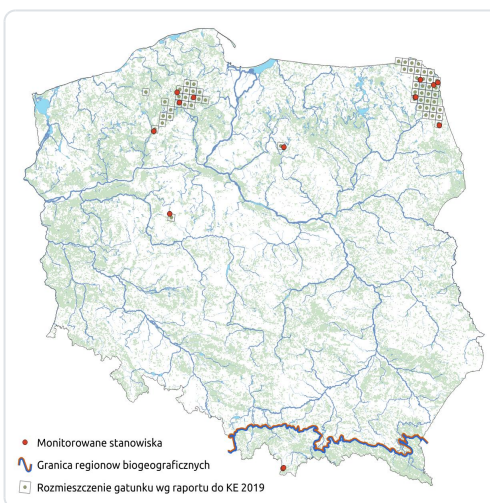 Monitorowane stanowiska
Granica regionow biogeograficznych
Rozmieszczenie gatunku wg raportu do KE 2019